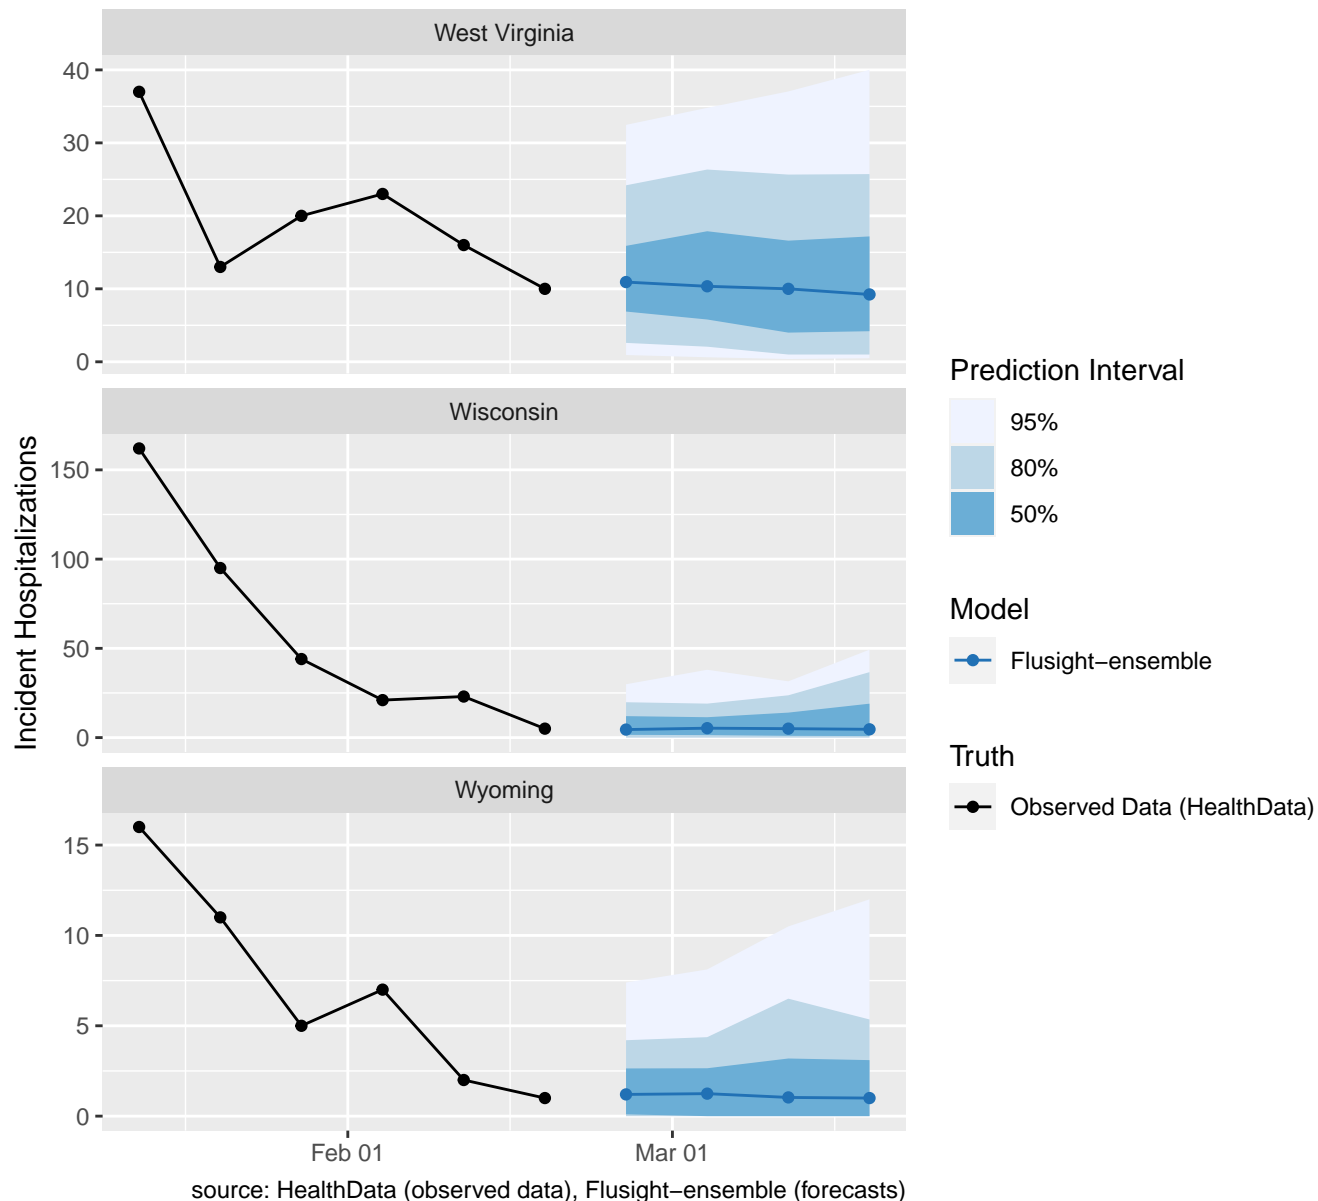 West Virginia
40
30
20
10
0
Wisconsin
150
100
50
0
Wyoming
15
10
5
0
Feb 01
Mar 01
Incident Hospitalizations
source: HealthData (observed data), Flusight−ensemble (forecasts)
Prediction Interval
95%
80%
50%
Model
Flusight−ensemble
Truth
Observed Data (HealthData)